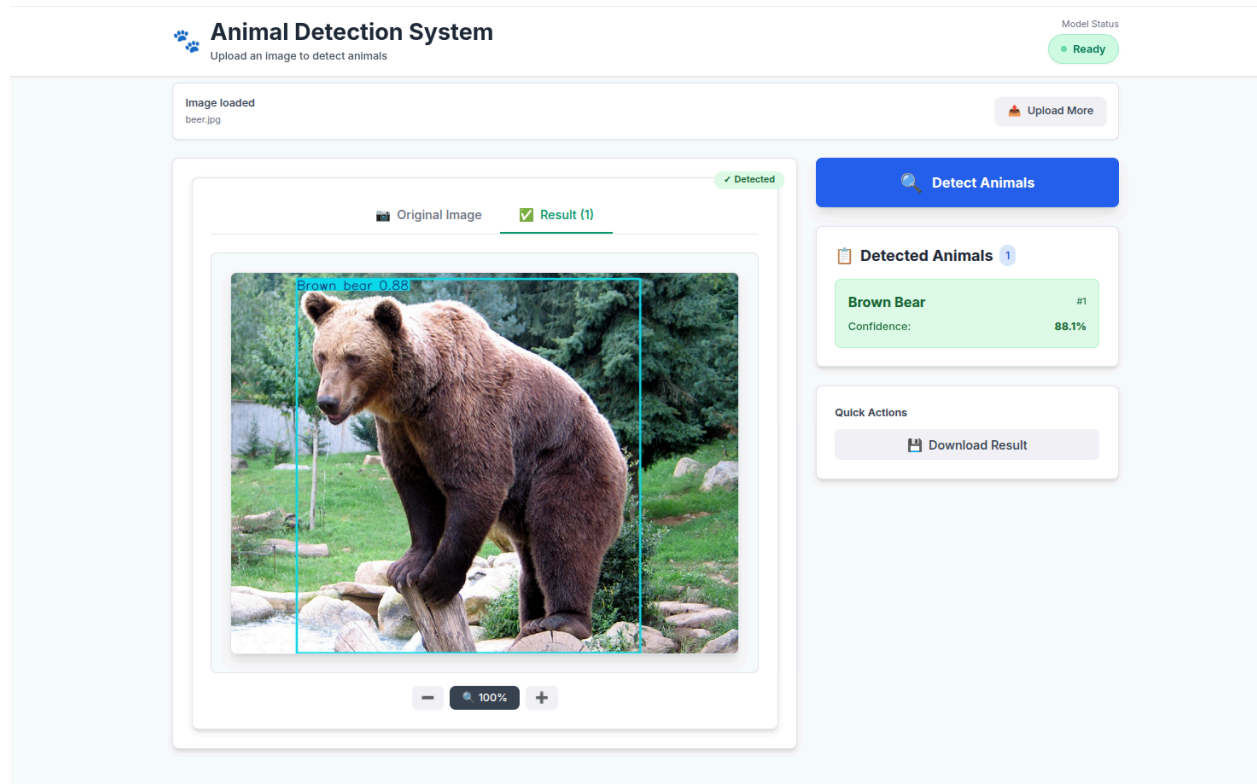 Animal Detection System
Upload an image to detect animals
Model Status
Ready
Image loaded
beer.jpg
Upload More
✓ Detected
Original Image
Result (1)
Brown bear 0.88
100%
Detect Animals
Detected Animals 1
Brown Bear #1
Confidence: 88.1%
Quick Actions
Download Result